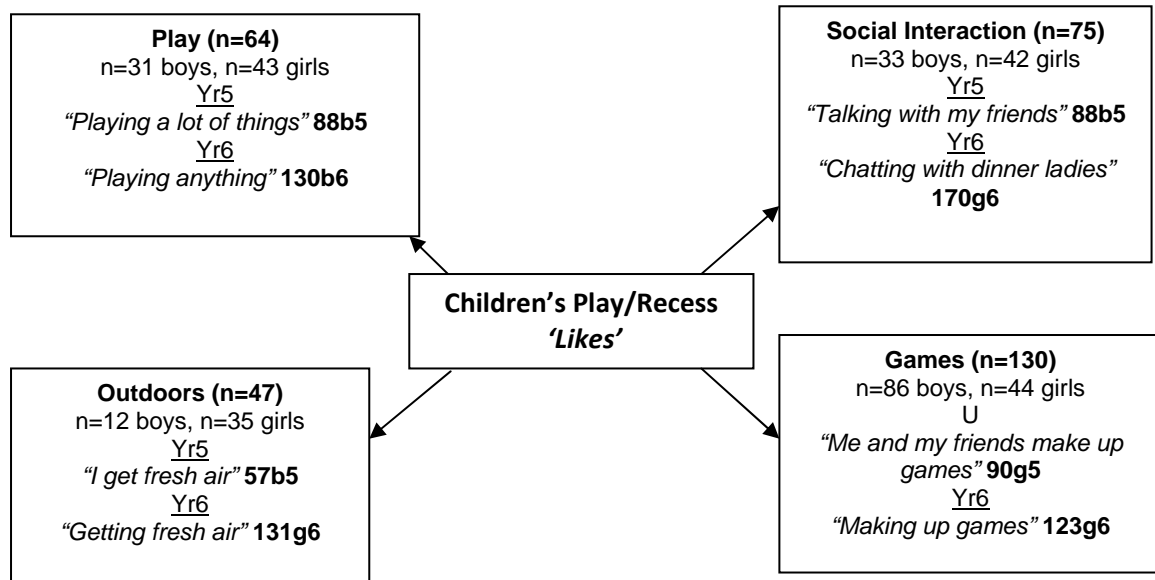 Play (n=64)
n=31 boys, n=43 girls
Yr5
“Playing a lot of things” 88b5
Yr6
“Playing anything” 130b6
Social Interaction (n=75)
n=33 boys, n=42 girls
Yr5
“Talking with my friends” 88b5
Yr6
“Chatting with dinner ladies”
170g6
Children’s Play/Recess
‘Likes’
Outdoors (n=47)
n=12 boys, n=35 girls
Yr5
“I get fresh air” 57b5
Yr6
“Getting fresh air” 131g6
Games (n=130)
n=86 boys, n=44 girls
U
“Me and my friends make up
games” 90g5
Yr6
“Making up games” 123g6